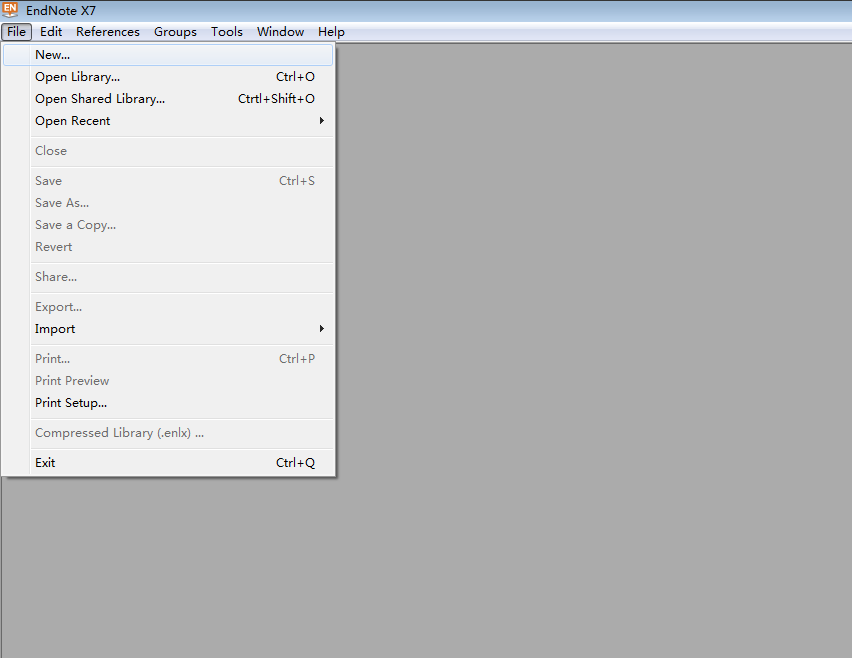 EN EndNote X7
File Edit References Groups Tools Window Help
New...
Open Library... Ctrl+O
Open Shared Library... Ctrtl+Shift+O
Open Recent
Close
Save Ctrl+S
Save As...
Save a Copy...
Revert
Share...
Export...
Import
Print... Ctrl+P
Print Preview
Print Setup...
Compressed Library (.enlx) ...
Exit Ctrl+Q